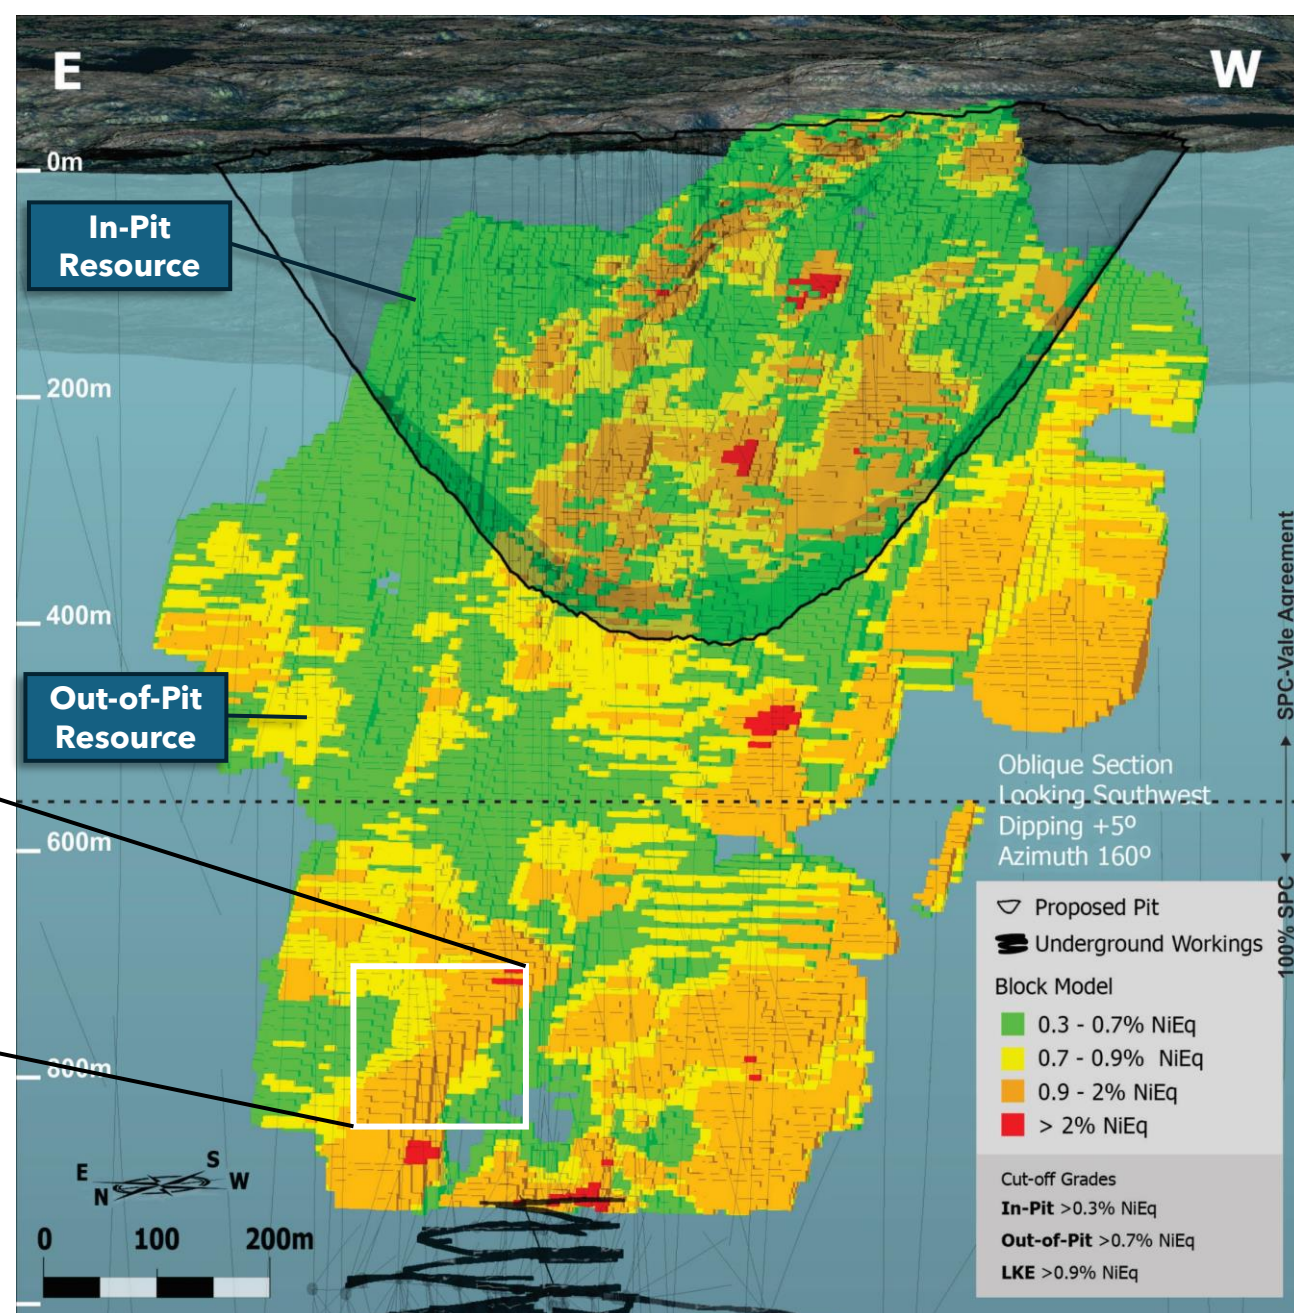 E
W
0m
In-Pit
Resource
200m
400m
Out-of-Pit
Resource
SPC-Vale Agreement
Oblique Section
Looking Southwest
Dipping +5º
Azimuth 160º
600m
100% SPC
Proposed Pit
Underground Workings
Block Model
0.3 - 0.7% NiEq
0.7 - 0.9% NiEq
0.9 - 2% NiEq
> 2% NiEq
800m
E
S
N
W
Cut-off Grades
In-Pit >0.3% NiEq
Out-of-Pit >0.7% NiEq
LKE >0.9% NiEq
0 100 200m